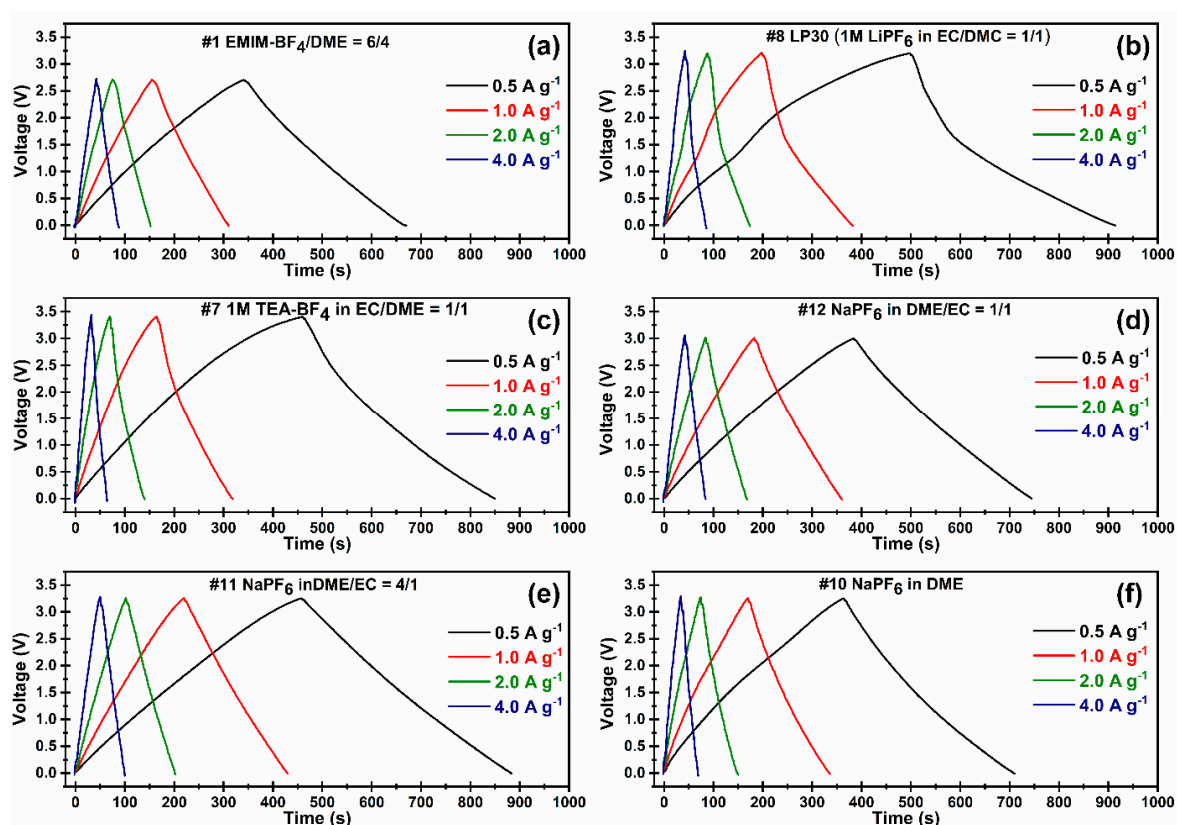 #1 EMIM-BF4/DME = 6/4
(a)
0.5 A g-1
1.0 A g-1
2.0 A g-1
4.0 A g-1
Voltage (V)
3.5
3.0
2.5
2.0
1.5
1.0
0.5
0.0
0 100 200 300 400 500 600 700 800 900 1000
Time (s)
#8 LP30 (1M LiPF6 in EC/DMC = 1/1)
(b)
0.5 A g-1
1.0 A g-1
2.0 A g-1
4.0 A g-1
Voltage (V)
3.5
3.0
2.5
2.0
1.5
1.0
0.5
0.0
0 100 200 300 400 500 600 700 800 900 1000
Time (s)
#7 1M TEA-BF4 in EC/DME = 1/1
(c)
0.5 A g-1
1.0 A g-1
2.0 A g-1
4.0 A g-1
Voltage (V)
3.5
3.0
2.5
2.0
1.5
1.0
0.5
0.0
0 100 200 300 400 500 600 700 800 900 1000
Time (s)
#12 NaPF6 in DME/EC = 1/1
(d)
0.5 A g-1
1.0 A g-1
2.0 A g-1
4.0 A g-1
Voltage (V)
3.5
3.0
2.5
2.0
1.5
1.0
0.5
0.0
0 100 200 300 400 500 600 700 800 900 1000
Time (s)
#11 NaPF6 inDME/EC = 4/1
(e)
0.5 A g-1
1.0 A g-1
2.0 A g-1
4.0 A g-1
Voltage (V)
3.5
3.0
2.5
2.0
1.5
1.0
0.5
0.0
0 100 200 300 400 500 600 700 800 900 1000
Time (s)
#10 NaPF6 in DME
(f)
0.5 A g-1
1.0 A g-1
2.0 A g-1
4.0 A g-1
Voltage (V)
3.5
3.0
2.5
2.0
1.5
1.0
0.5
0.0
0 100 200 300 400 500 600 700 800 900 1000
Time (s)